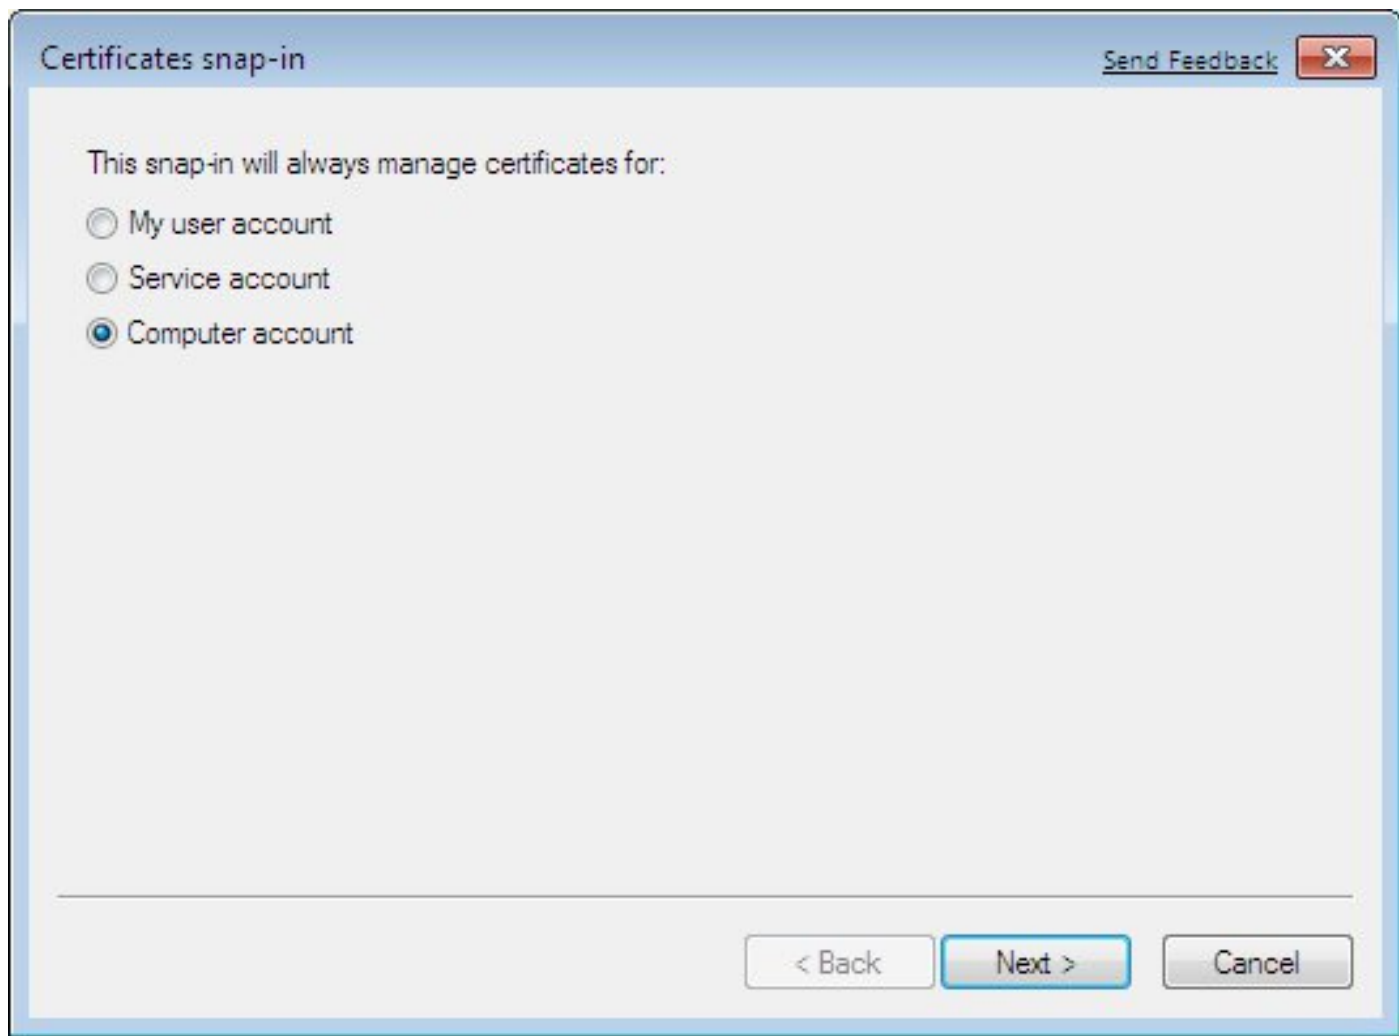 Certificates snap-in
Send Feedback
This snap-in will always manage certificates for:
My user account
Service account
Computer account
< Back
Next >
Cancel